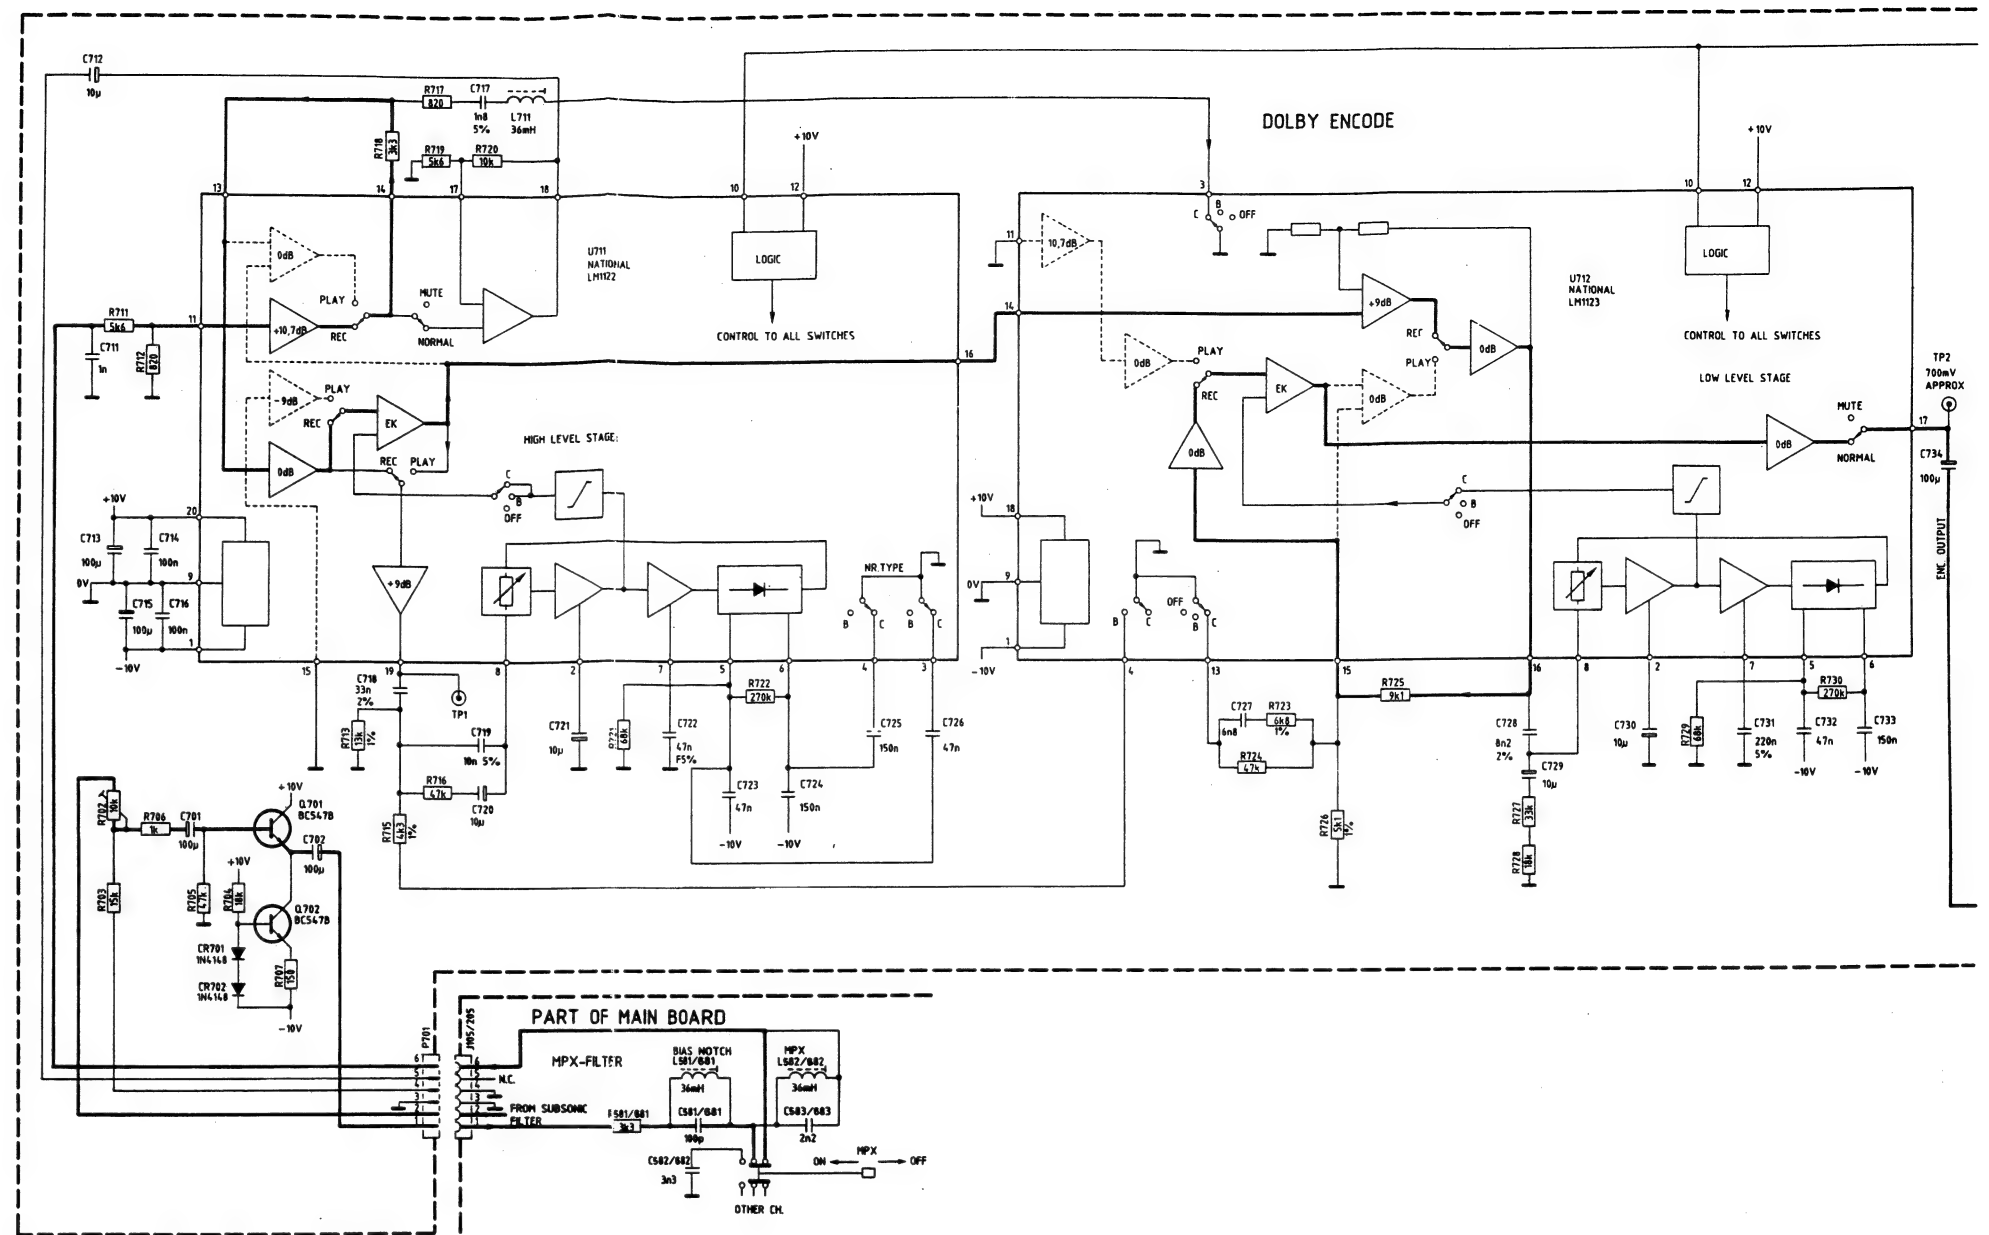 DOLBY ENCODE
C712
10µ
R717
820
C717
1n8
5%
L711
36mH
R718
3k3
R719
5k6
R720
10k
+10V
13
14
17
18
10
12
U711
NATIONAL
LM1122
LOGIC
CONTROL TO ALL SWITCHES
0dB
PLAY
MUTE
+10,7dB
REC
NORMAL
11
R711
5k6
C711
1n
R712
820
16
-9dB
PLAY
REC
EK
0dB
REC
PLAY
HIGH LEVEL STAGE:
C
B
OFF
+10V
20
C713
100µ
C714
100n
0V
9
C715
100µ
C716
100n
1
-10V
+9dB
NR.TYPE
B
C
B
C
15
19
8
2
7
5
6
4
3
C718
33n
2%
TP1
R713
13k
1%
C719
10n 5%
R716
47k
C720
10µ
R715
4k3
1%
C721
10µ
68k
C722
47n
F5%
R722
270k
C723
47n
C724
150n
C725
150n
C726
47n
-10V
-10V
3
C
B
OFF
10
12
+10V
LOGIC
CONTROL TO ALL SWITCHES
U712
NATIONAL
LM1123
11
10,7dB
14
+9dB
REC
PLAY
0dB
0dB
PLAY
REC
EK
0dB
0dB
LOW LEVEL STAGE
0dB
MUTE
NORMAL
17
TP2
700mV
APPROX
C734
100µ
ENC. OUTPUT
C
B
OFF
+10V
18
0V
9
1
-10V
B
C
OFF
B
C
4
13
15
16
8
2
7
5
6
C727
6n8
R723
6k8
1%
R724
47k
R725
9k1
R726
5k1
1%
C728
8n2
2%
C729
10µ
R727
33k
R728
18k
C730
10µ
R729
68k
C731
220n
5%
C732
47n
R730
270k
C733
150n
-10V
-10V
R702
10k
R706
1k
C701
100µ
+10V
Q701
BC547B
C702
100µ
R703
15k
R705
47k
+10V
R704
18k
Q702
BC547B
CR701
1N4148
CR702
1N4148
R707
150
-10V
P701
J105/205
6
5
4
3
2
1
6
5
4
3
2
1
PART OF MAIN BOARD
MPX-FILTER
N.C.
FROM SUBSONIC
FILTER
BIAS NOTCH
L581/681
36mH
MPX
L582/682
36mH
581/681
3k3
C581/681
100p
C583/683
2n2
C582/682
3n3
ON
MPX
OFF
OTHER CH.